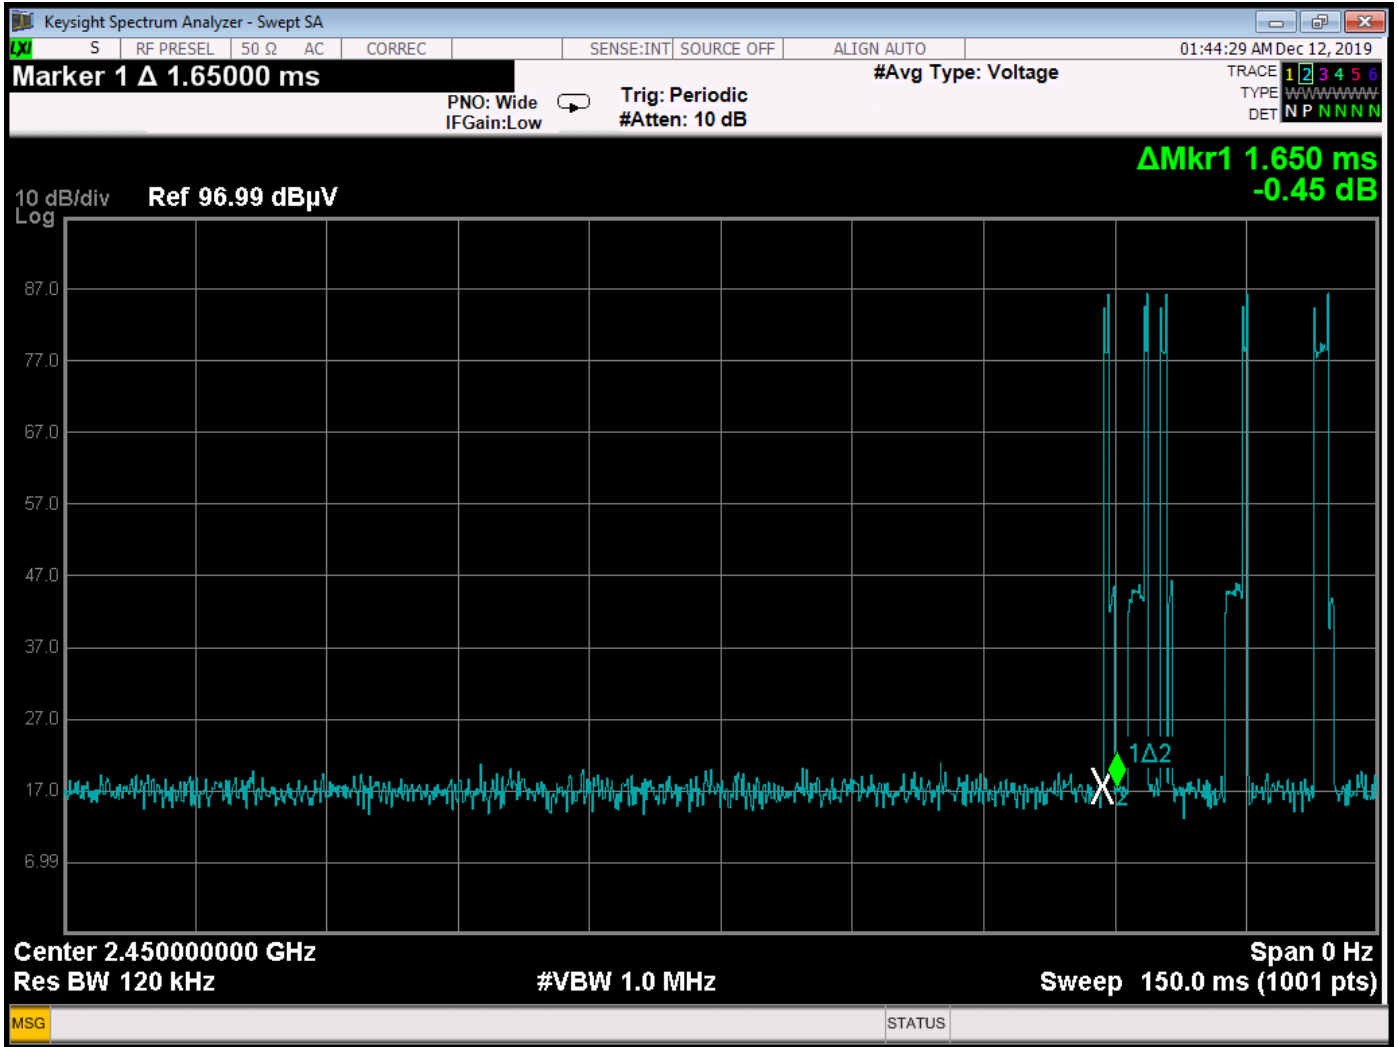 Keysight Spectrum Analyzer - Swept SA
LXI S RF PRESEL 50 Ω AC CORREC SENSE:INT SOURCE OFF ALIGN AUTO 01:44:29 AM Dec 12, 2019
Marker 1 Δ 1.65000 ms
PNO: Wide
IFGain:Low
Trig: Periodic
#Atten: 10 dB
#Avg Type: Voltage
TRACE 1 2 3 4 5 6
TYPE WWWWWWW
DET N P N N N N
ΔMkr1 1.650 ms
-0.45 dB
10 dB/div Ref 96.99 dBµV
Log
87.0
77.0
67.0
57.0
47.0
37.0
27.0
17.0
6.99
1Δ2
X
2
Center 2.450000000 GHz Span 0 Hz
Res BW 120 kHz #VBW 1.0 MHz Sweep 150.0 ms (1001 pts)
MSG STATUS